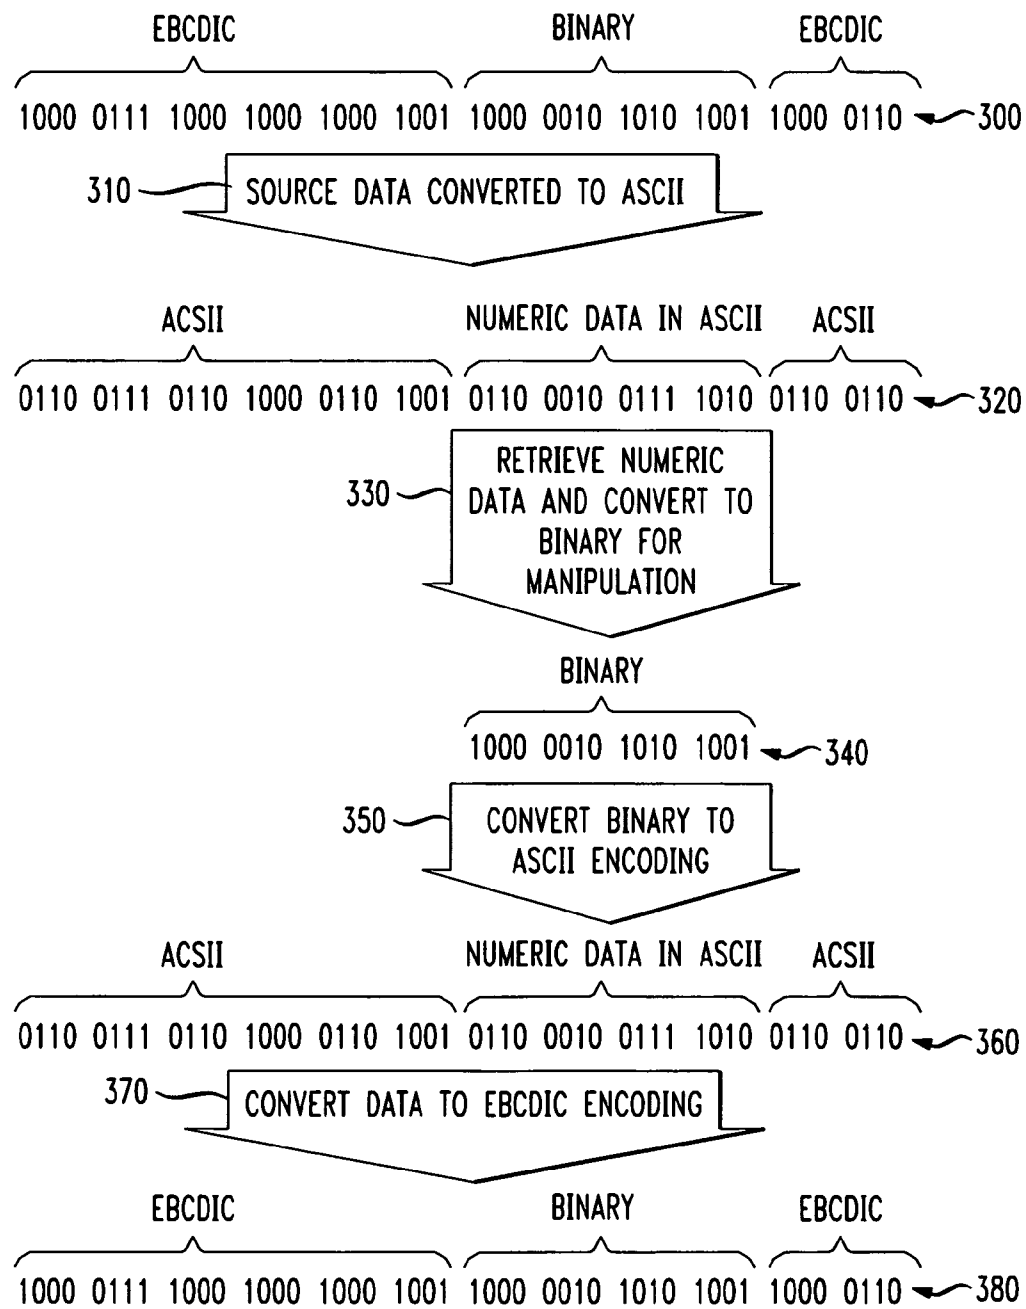 EBCDIC BINARY EBCDIC
1000 0111 1000 1000 1000 1001 1000 0010 1010 1001 1000 0110 300
310 SOURCE DATA CONVERTED TO ASCII
ACSII NUMERIC DATA IN ASCII ACSII
0110 0111 0110 1000 0110 1001 0110 0010 0111 1010 0110 0110 320
RETRIEVE NUMERIC
330 DATA AND CONVERT TO
BINARY FOR
MANIPULATION
BINARY
1000 0010 1010 1001 340
350 CONVERT BINARY TO
ASCII ENCODING
ACSII NUMERIC DATA IN ASCII ACSII
0110 0111 0110 1000 0110 1001 0110 0010 0111 1010 0110 0110 360
370 CONVERT DATA TO EBCDIC ENCODING
EBCDIC BINARY EBCDIC
1000 0111 1000 1000 1000 1001 1000 0010 1010 1001 1000 0110 380